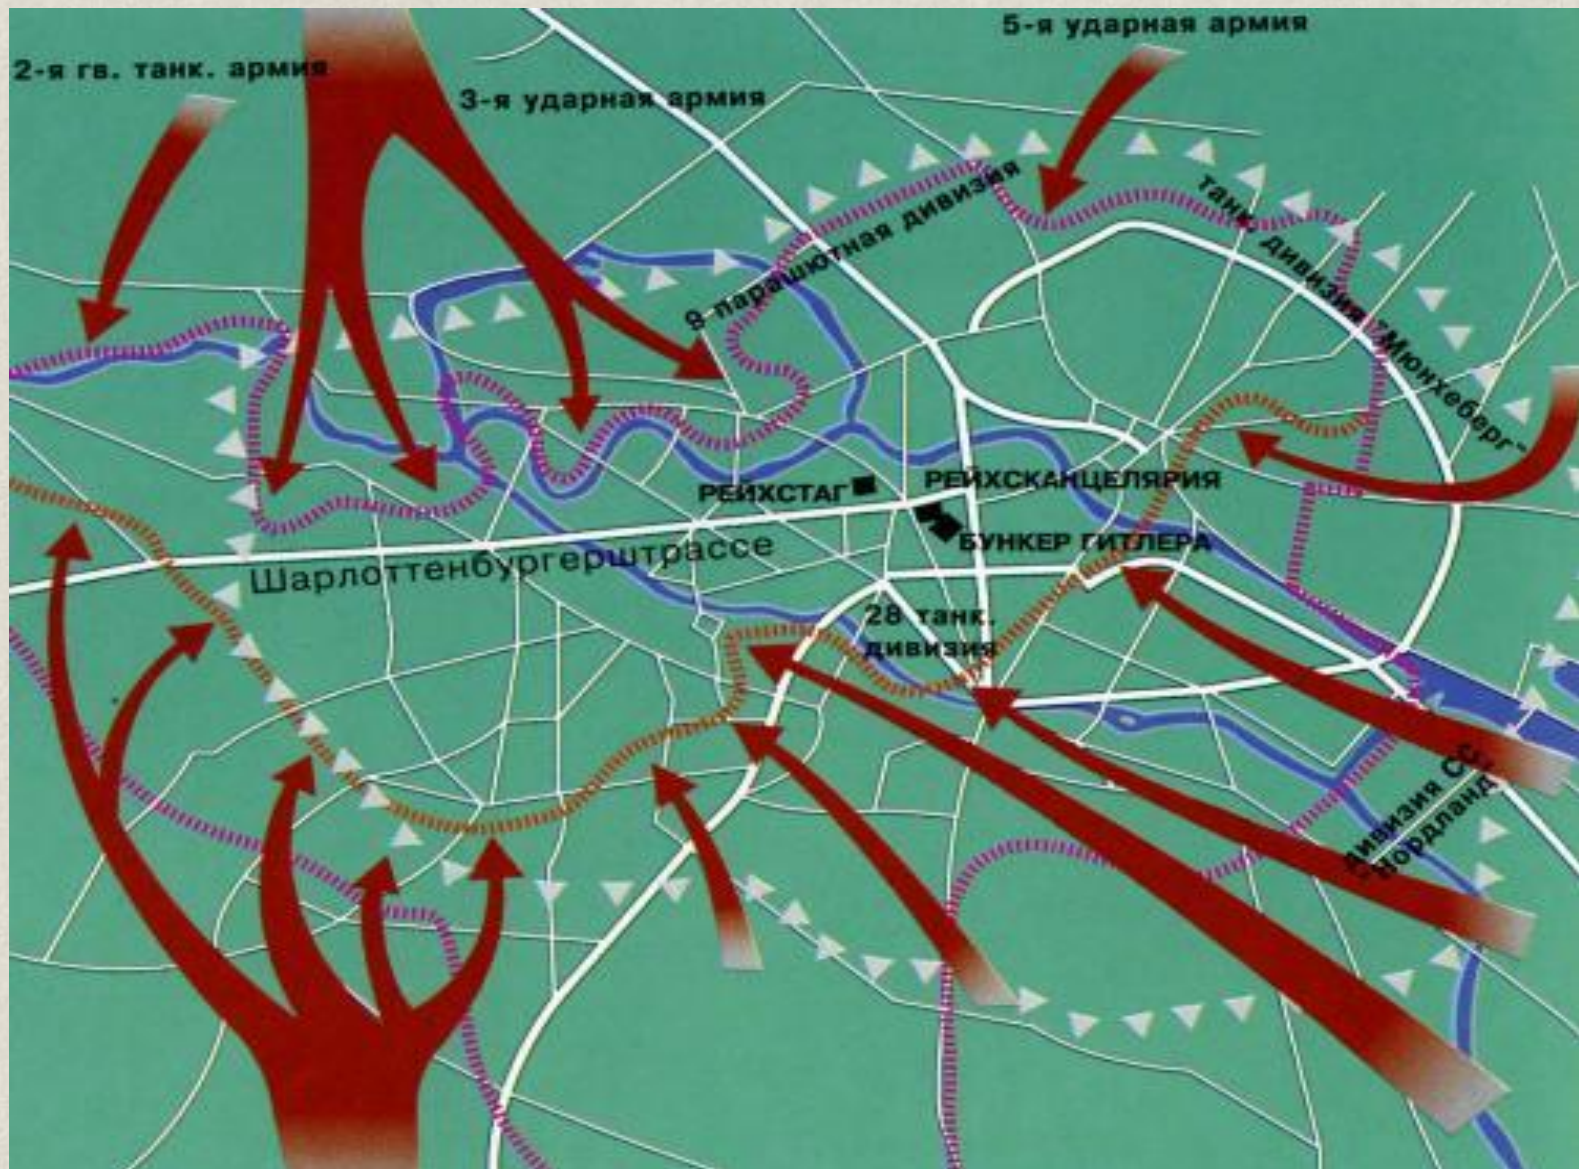 5-я ударная армия
2-я гв. танк. армия
3-я ударная армия
9 парашютная дивизия
танк. дивизия "Мюнхеберг"
РЕЙХСТАГ
РЕЙХСКАНЦЕЛЯРИЯ
БУНКЕР ГИТЛЕРА
Шарлоттенбургерштрассе
28 танк.
дивизия
дивизия СС
"Нордланд"